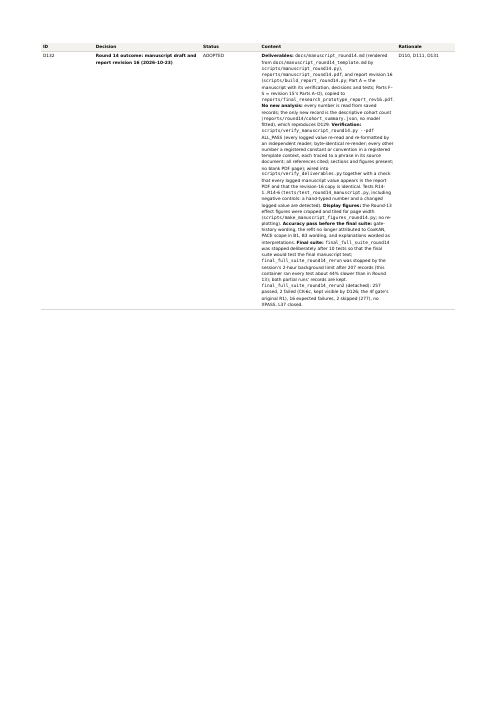 ID Decision Status Content Rationale
D132 Round 14 outcome: manuscript draft and report revision 16 (2026-10-23) ADOPTED Deliverables: docs/manuscript_round14.md (rendered D110, D111, D131
from docs/manuscript_round14_template.md by
scripts/manuscript_round14.py),
reports/manuscript_round14.pdf, and report revision 16
(scripts/build_report_round14.py; Part A = the
manuscript with its verification, decisions and tests; Parts F–
S = revision 15's Parts A–O), copied to
reports/final_research_prototype_report_rev16.pdf.
No new analysis: every number is read from saved
records; the only new record is the descriptive cohort count
(reports/round14/cohort_summary.json, no model
fitted), which reproduces D129. Verification:
scripts/verify_manuscript_round14.py --pdf
ALL_PASS (every logged value re-read and re-formatted by
an independent reader; byte-identical re-render; every other
number a registered constant or convention in a registered
template context, each traced to a phrase in its source
document; all references cited; sections and figures present;
no blank PDF page); wired into
scripts/verify_deliverables.py together with a check
that every logged manuscript value appears in the report
PDF and that the revision-16 copy is identical. Tests R14-
1..R14-6 (tests/test_round14_manuscript.py, including
negative controls: a hand-typed number and a changed
logged value are detected). Display figures: the Round-13
effect figures were cropped and tiled for page width
(scripts/make_manuscript_figures_round14.py; no re-
plotting). Accuracy pass before the final suite: gate-
history wording, the refit no longer attributed to CoxKAN,
PACE scope in B1, B3 wording, and explanations worded as
interpretations. Final suite: final_full_suite_round14
was stopped deliberately after 10 tests so that the final
suite would test the final manuscript text;
final_full_suite_round14_rerun was stopped by the
session's 2-hour background limit after 207 records (this
container ran every test about 44% slower than in Round
13); both partial runs' records are kept.
final_full_suite_round14_rerun2 (detached): 257
passed, 2 failed (CK-6c, kept visible by D126; the #f gate's
original R1), 16 expected failures, 2 skipped (277), no
XPASS. L37 closed.